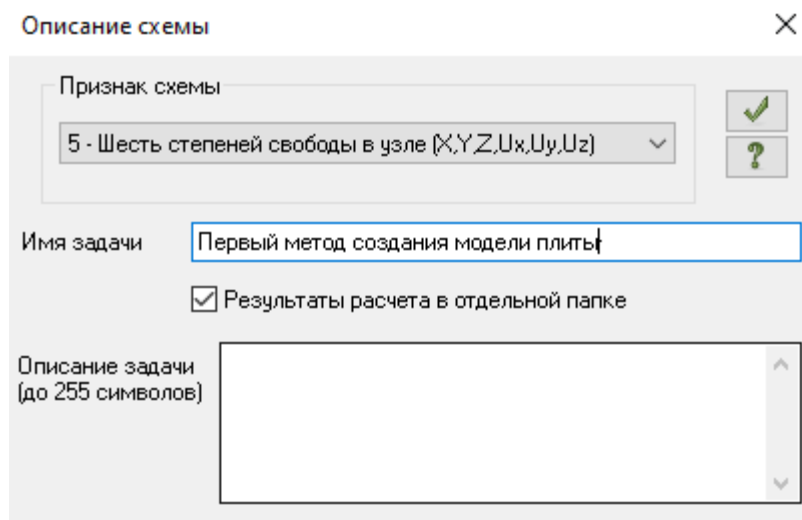 Описание схемы
Признак схемы
5 - Шесть степеней свободы в узле (X,Y,Z,Ux,Uy,Uz)
?
Имя задачи
Первый метод создания модели плиты
Результаты расчета в отдельной папке
Описание задачи
(до 255 символов)